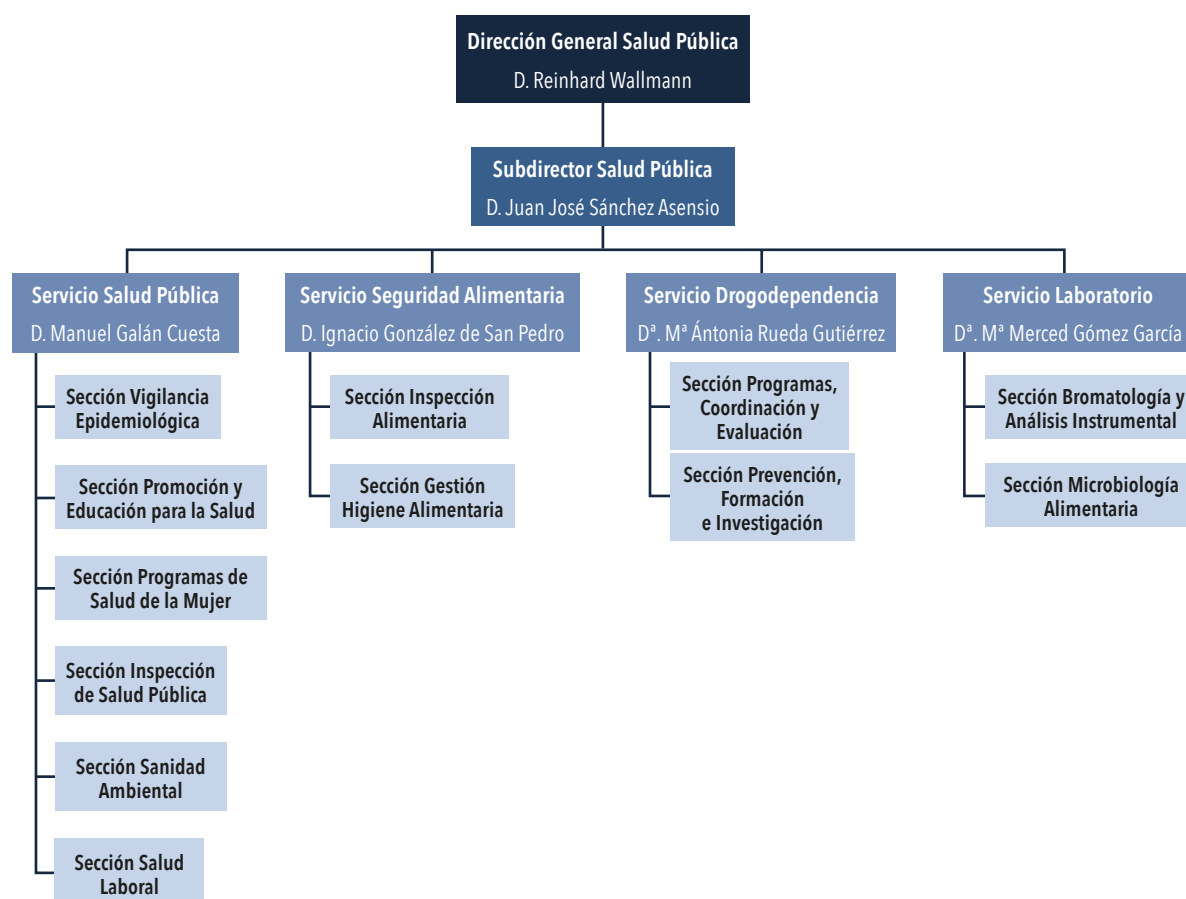 Dirección General Salud Pública
D. Reinhard Wallmann
Subdirector Salud Pública
D. Juan José Sánchez Asensio
Servicio Salud Pública
D. Manuel Galán Cuesta
Sección Vigilancia
Epidemiológica
Sección Promoción y
Educación para la Salud
Sección Programas de
Salud de la Mujer
Sección Inspección
de Salud Pública
Sección Sanidad
Ambiental
Sección Salud
Laboral
Servicio Seguridad Alimentaria
D. Ignacio González de San Pedro
Sección Inspección
Alimentaria
Sección Gestión
Higiene Alimentaria
Servicio Drogodependencia
Dª. Mª Ántonia Rueda Gutiérrez
Sección Programas,
Coordinación y
Evaluación
Sección Prevención,
Formación
e Investigación
Servicio Laboratorio
Dª. Mª Merced Gómez García
Sección Bromatología y
Análisis Instrumental
Sección Microbiología
Alimentaria